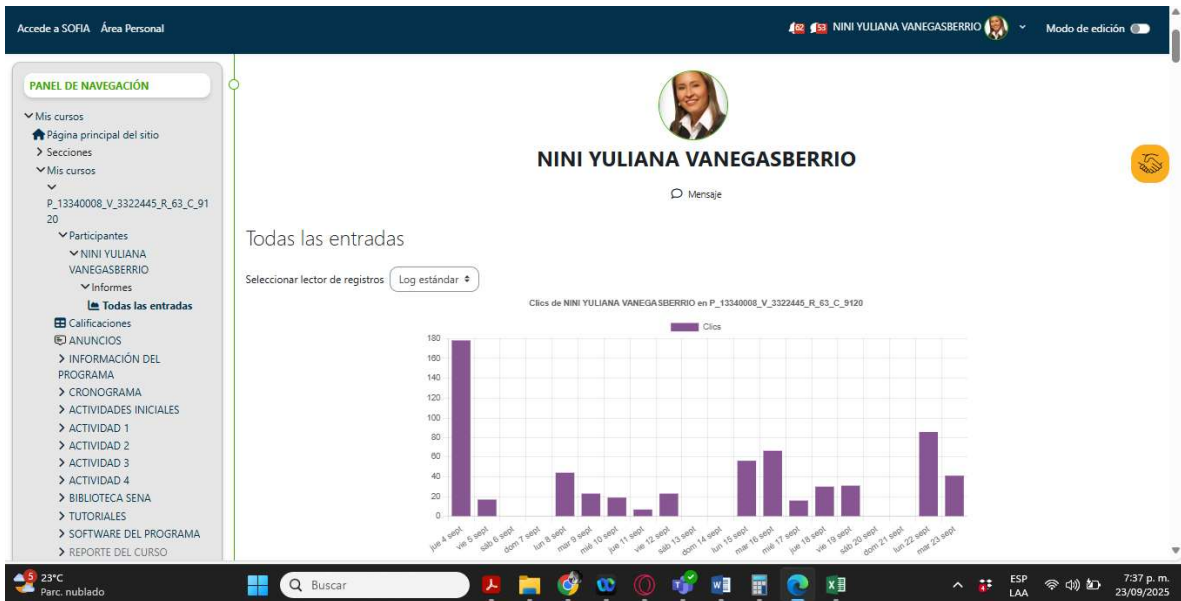 Accede a SOFIA Área Personal
62 53 NINI YULIANA VANEGASBERRIO Modo de edición
PANEL DE NAVEGACIÓN
Mis cursos
Página principal del sitio
Secciones
Mis cursos
P_13340008_V_3322445_R_63_C_91
20
Participantes
NINI YULIANA
VANEGASBERRIO
Informes
Todas las entradas
Calificaciones
ANUNCIOS
INFORMACIÓN DEL
PROGRAMA
CRONOGRAMA
ACTIVIDADES INICIALES
ACTIVIDAD 1
ACTIVIDAD 2
ACTIVIDAD 3
ACTIVIDAD 4
BIBLIOTECA SENA
TUTORIALES
SOFTWARE DEL PROGRAMA
REPORTE DEL CURSO
NINI YULIANA VANEGASBERRIO
Mensaje
Todas las entradas
Seleccionar lector de registros Log estándar
Clics de NINI YULIANA VANEGASBERRIO en P_13340008_V_3322445_R_63_C_9120
Clics
180
160
140
120
100
80
60
40
20
0
jue 4 sept
vie 5 sept
sáb 6 sept
dom 7 sept
lun 8 sept
mar 9 sept
mié 10 sept
jue 11 sept
vie 12 sept
sáb 13 sept
dom 14 sept
lun 15 sept
mar 16 sept
mié 17 sept
jue 18 sept
vie 19 sept
sáb 20 sept
dom 21 sept
lun 22 sept
mar 23 sept
5
23°C
Parc. nublado
Buscar
ESP
LAA
7:37 p. m.
23/09/2025